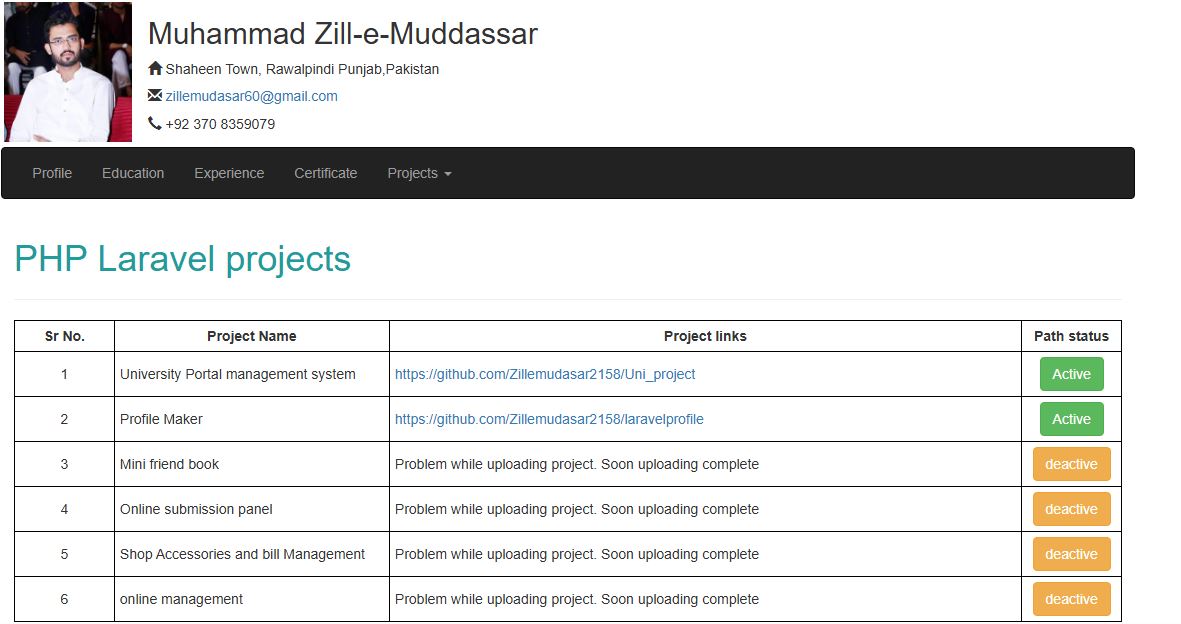 Muhammad Zill-e-Muddassar
Shaheen Town, Rawalpindi Punjab,Pakistan
zillemudasar60@gmail.com
+92 370 8359079
Profile Education Experience Certificate Projects
PHP Laravel projects
Sr No. Project Name Project links Path status
1 University Portal management system https://github.com/Zillemudasar2158/Uni_project Active
2 Profile Maker https://github.com/Zillemudasar2158/laravelprofile Active
3 Mini friend book Problem while uploading project. Soon uploading complete deactive
4 Online submission panel Problem while uploading project. Soon uploading complete deactive
5 Shop Accessories and bill Management Problem while uploading project. Soon uploading complete deactive
6 online management Problem while uploading project. Soon uploading complete deactive